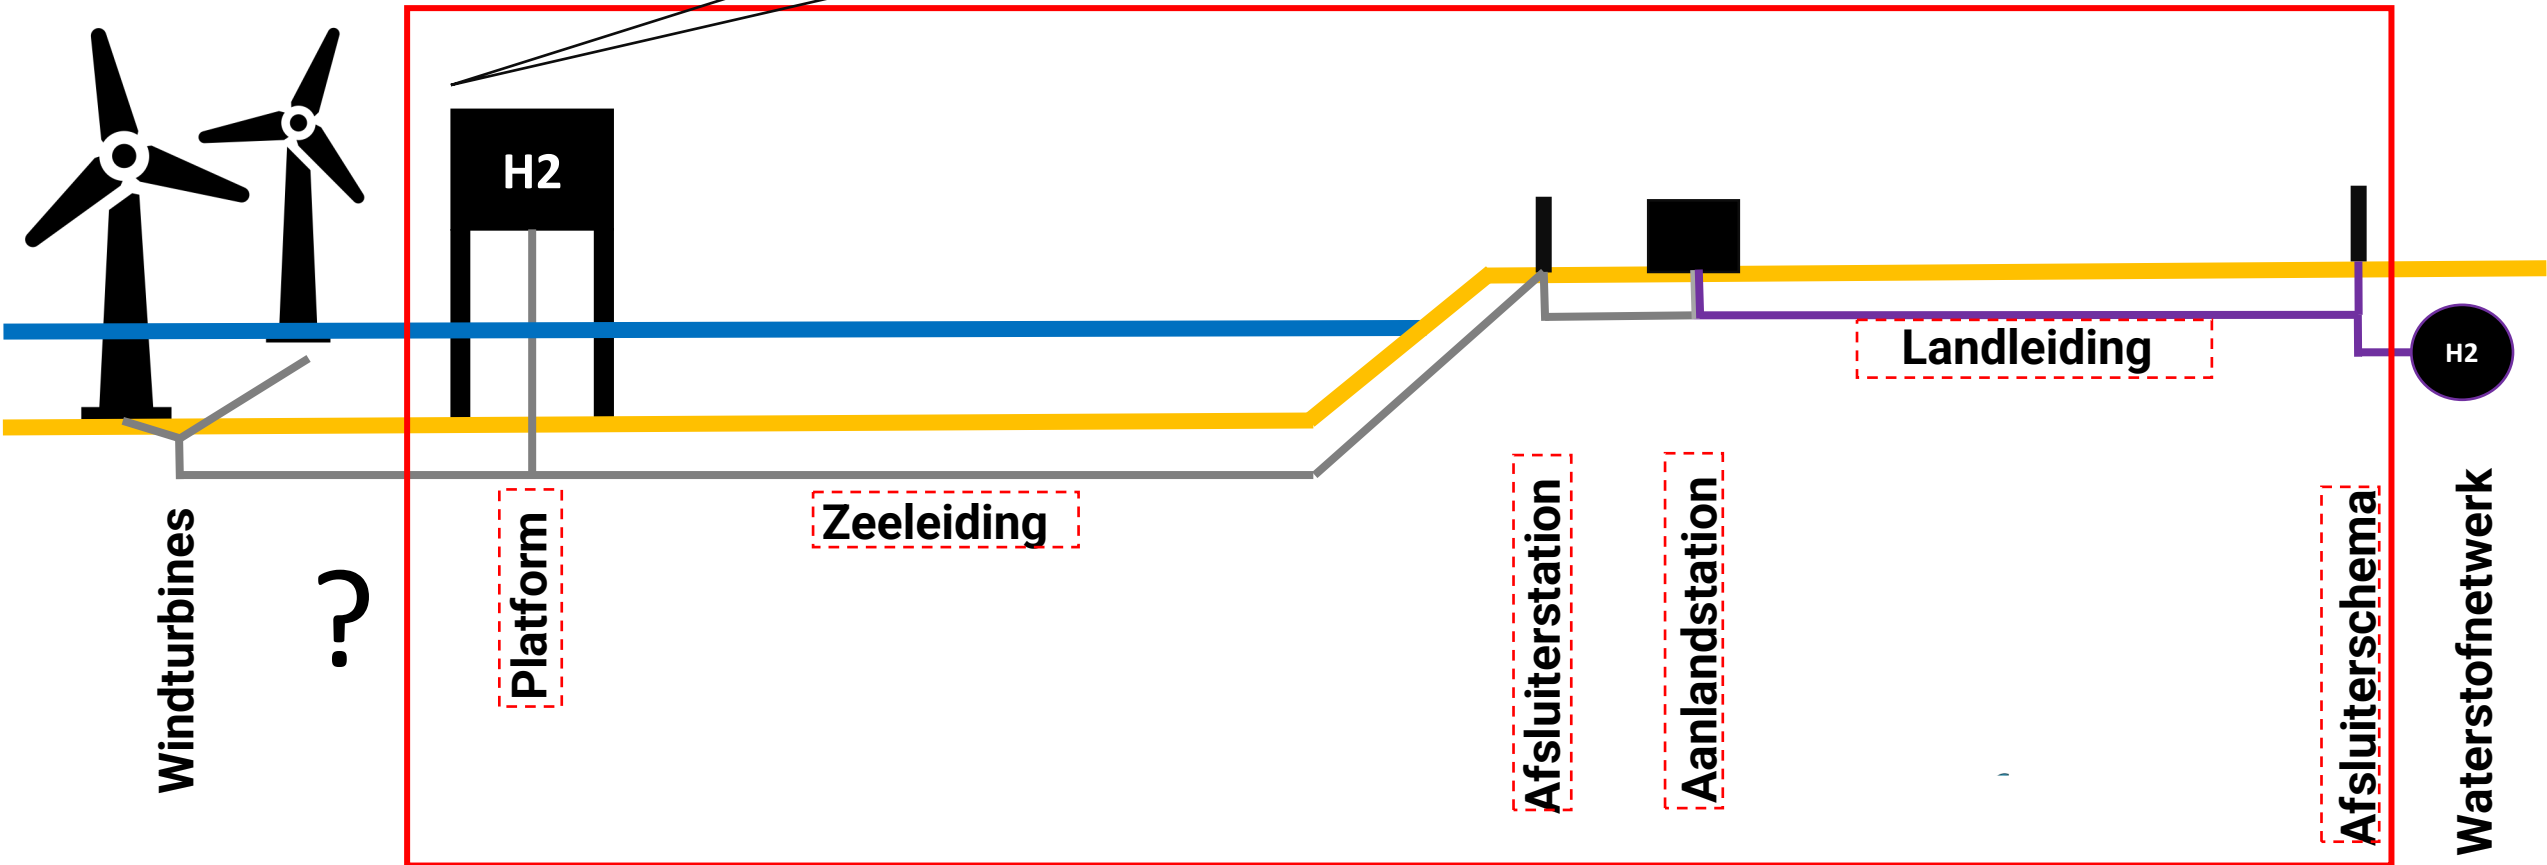 H2
H2
Landleiding
Zeeleiding
Windturbines
?
Platform
Afsluiterstation
Aanlandstation
Afsluiterschema
Waterstofnetwerk